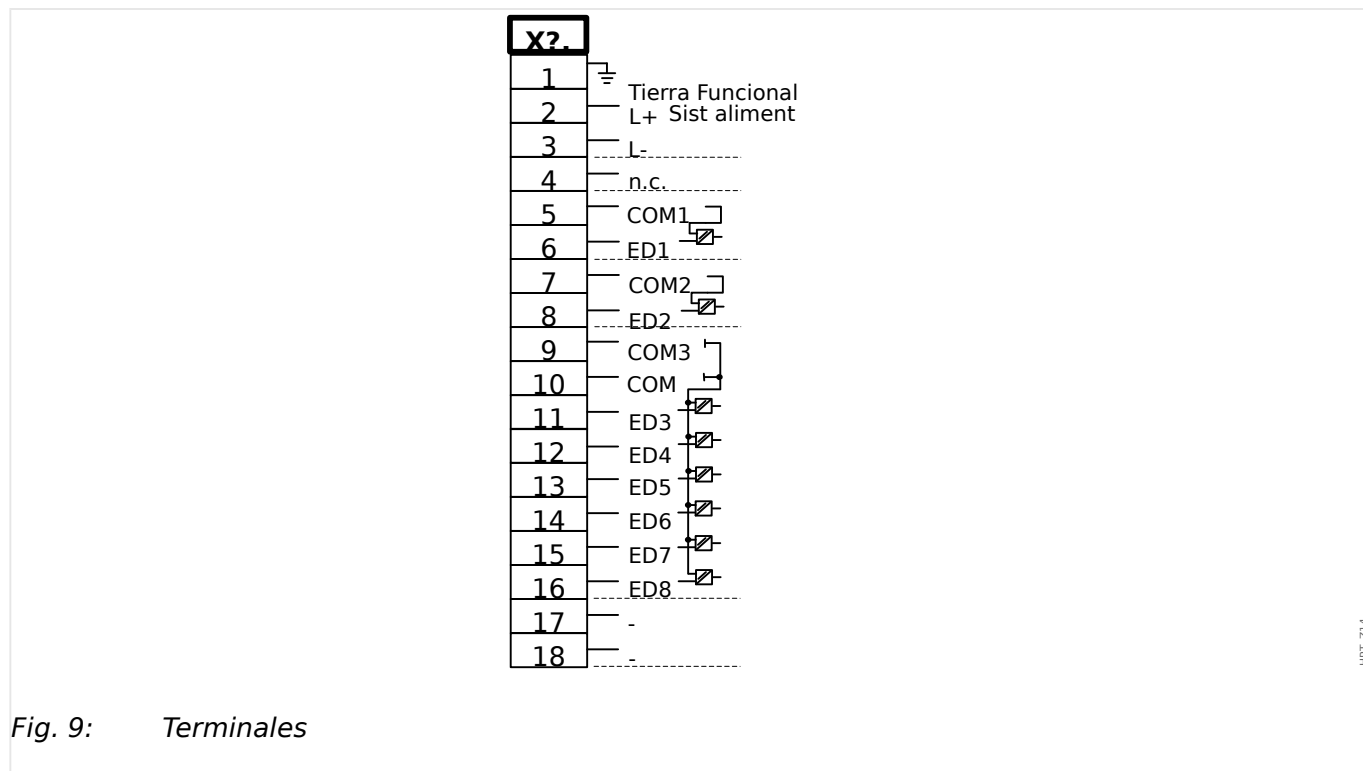 X?.
1
Tierra Funcional
2 L+ Sist aliment
3 L-
4 n.c.
5 COM1
6 ED1
7 COM2
8 ED2
9 COM3
10 COM
11 ED3
12 ED4
13 ED5
14 ED6
15 ED7
16 ED8
17 -
18 -
Fig. 9: Terminales